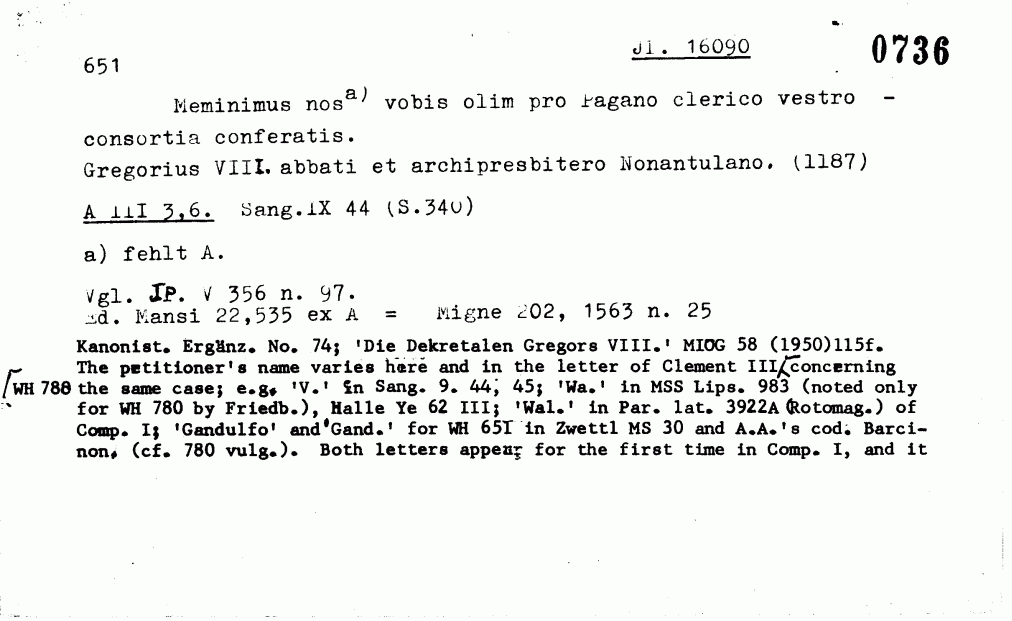 651
JL. 16090
0736
Meminimus nos a) vobis olim pro Pagano clerico vestro -
consortia conferatis.
Gregorius VIII. abbati et archipresbitero Nonantulano. (1187)
A III 3,6. Sang.IX 44 (S.340)
a) fehlt A.
Vgl. IP. V 356 n. 97.
Ed. Mansi 22,535 ex A = Migne 202, 1563 n. 25
Kanonist. Ergänz. No. 74; 'Die Dekretalen Gregors VIII.' MIOG 58 (1950)115f.
The petitioner's name varies here and in the letter of Clement III/concerning
WH 780 the same case; e.g. 'V.' in Sang. 9. 44, 45; 'Wa.' in MSS Lips. 983 (noted only
for WH 780 by Friedb.), Halle Ye 62 III; 'Wal.' in Par. lat. 3922A (Rotomag.) of
Comp. I; 'Gandulfo' and 'Gand.' for WH 651 in Zwettl MS 30 and A.A.'s cod. Barci-
non. (cf. 780 vulg.). Both letters appear for the first time in Comp. I, and it